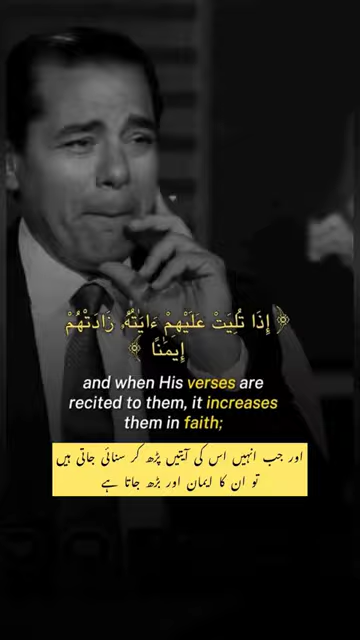 ﴿ إِذَا تُلِيَتْ عَلَيْهِمْ ءَايَٰتُهُۥ زَادَتْهُمْ
إِيمَٰنًا ﴾
and when His verses are
recited to them, it increases
them in faith;
اور جب انہیں اس کی آیتیں پڑھ کر سنائی جاتی ہیں
تو ان کا ایمان اور بڑھ جاتا ہے